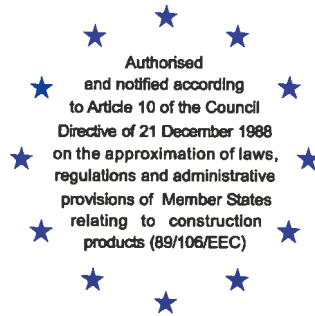 Authorised
and notified according
to Article 10 of the Council
Directive of 21 December 1988
on the approximation of laws,
regulations and administrative
provisions of Member States
relating to construction
products (89/106/EEC)